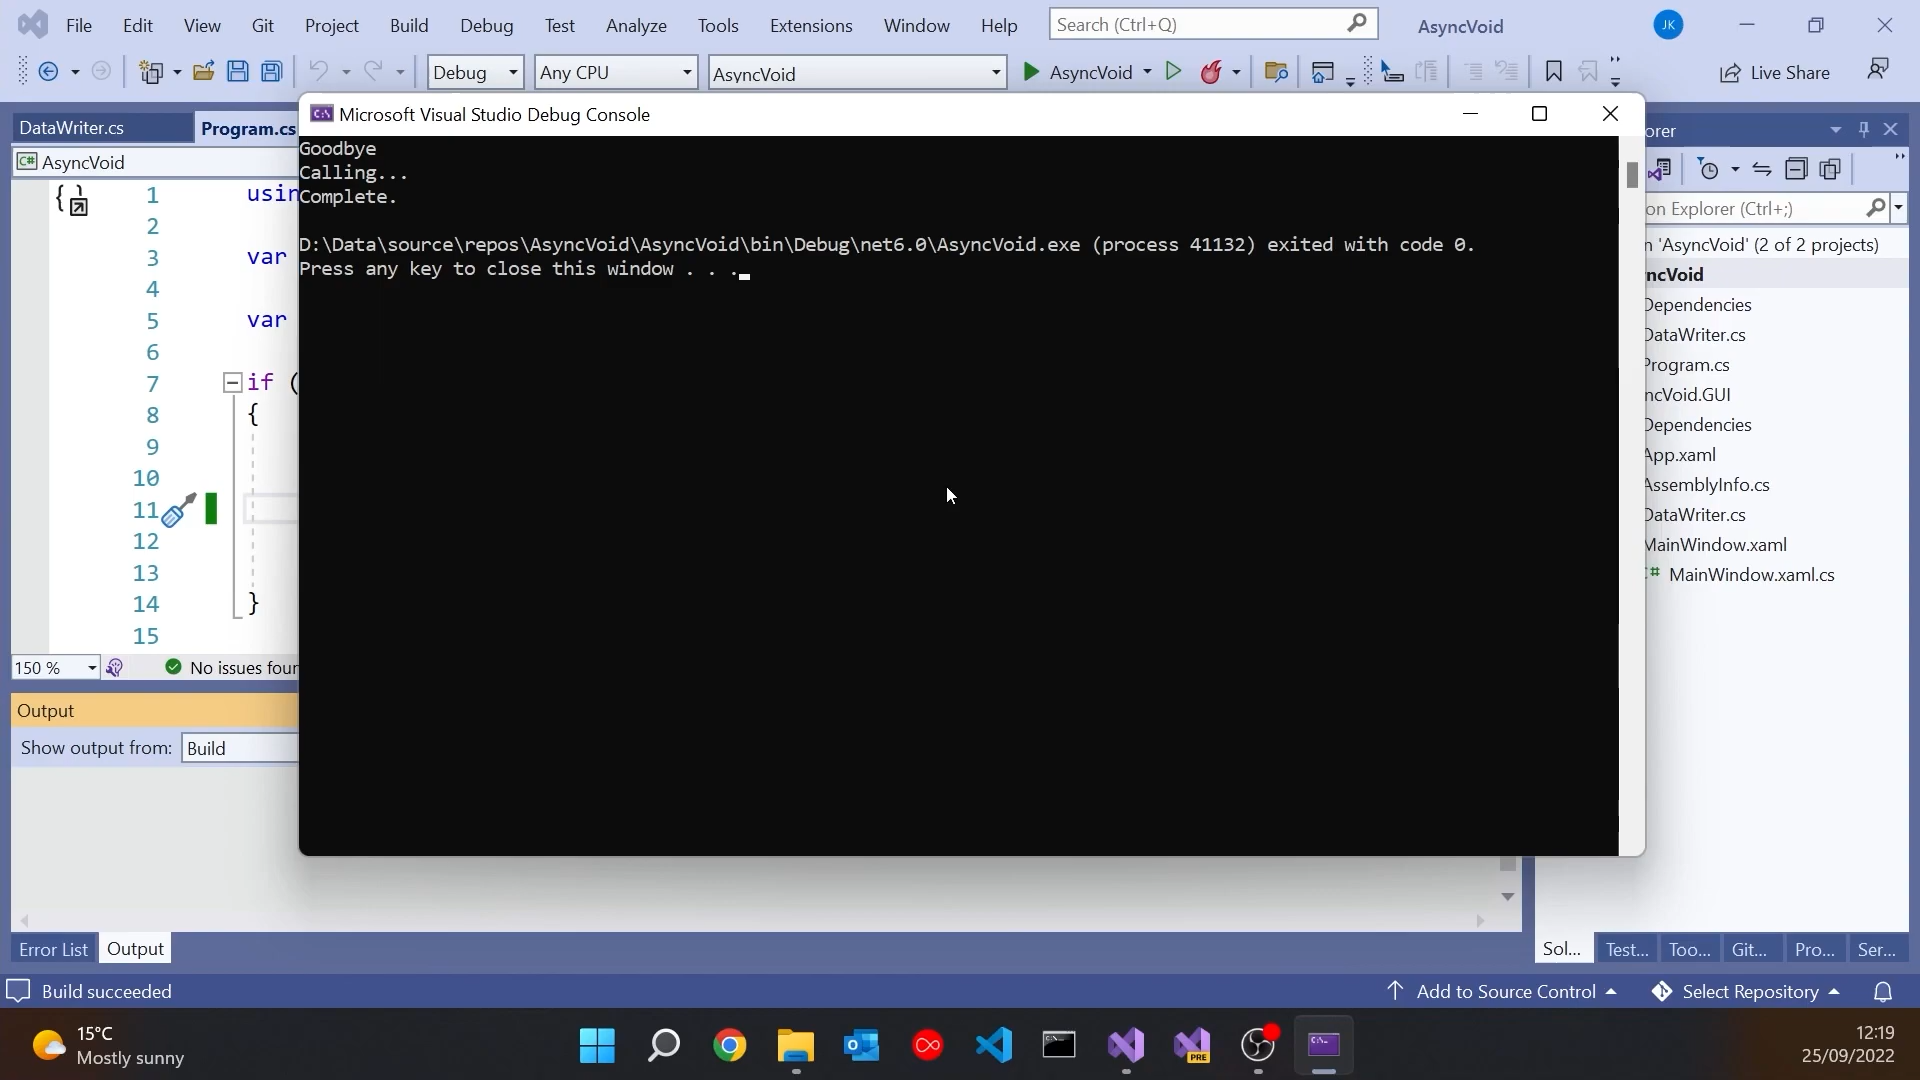 File Edit View Git Project Build Debug Test Analyze Tools Extensions Window Help Search (Ctrl+Q) AsyncVoid JK
Debug Any CPU AsyncVoid AsyncVoid Live Share
DataWriter.cs Program.cs
AsyncVoid
Microsoft Visual Studio Debug Console
Goodbye
Calling...
Complete.
D:\Data\source\repos\AsyncVoid\AsyncVoid\bin\Debug\net6.0\AsyncVoid.exe (process 41132) exited with code 0.
Press any key to close this window . . .
1 usin
2
3 var
4
5 var
6
7 if (
8 {
9
10
11
12
13
14 }
15
150 % No issues foun
Output
Show output from: Build
Error List Output
orer
on Explorer (Ctrl+;)
n 'AsyncVoid' (2 of 2 projects)
ncVoid
Dependencies
DataWriter.cs
Program.cs
ncVoid.GUI
Dependencies
App.xaml
AssemblyInfo.cs
DataWriter.cs
MainWindow.xaml
MainWindow.xaml.cs
Sol... Test... Too... Git... Pro... Ser...
Build succeeded Add to Source Control Select Repository
15°C
Mostly sunny
PRE
12:19
25/09/2022